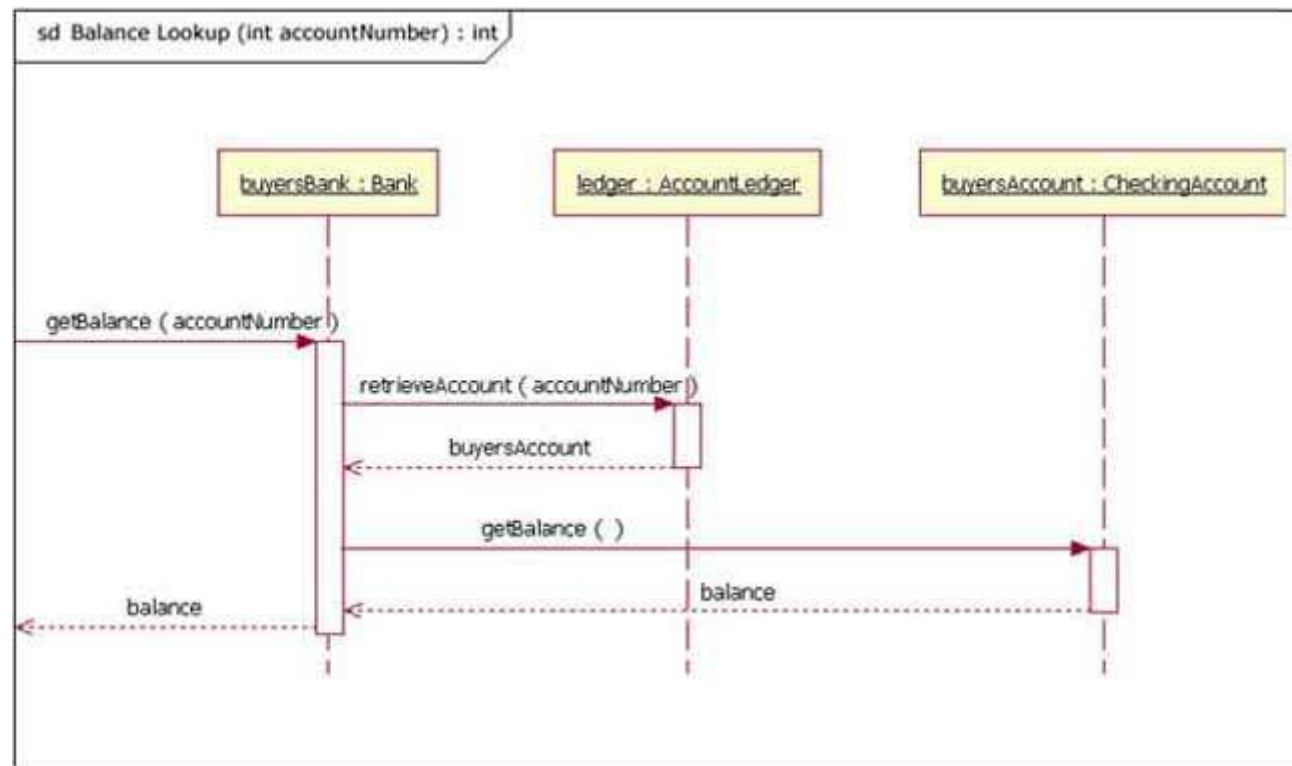 sd Balance Lookup (int accountNumber) : int
buyersBank : Bank
ledger : AccountLedger
buyersAccount : CheckingAccount
getBalance ( accountNumber )
retrieveAccount ( accountNumber )
buyersAccount
getBalance ( )
balance
balance